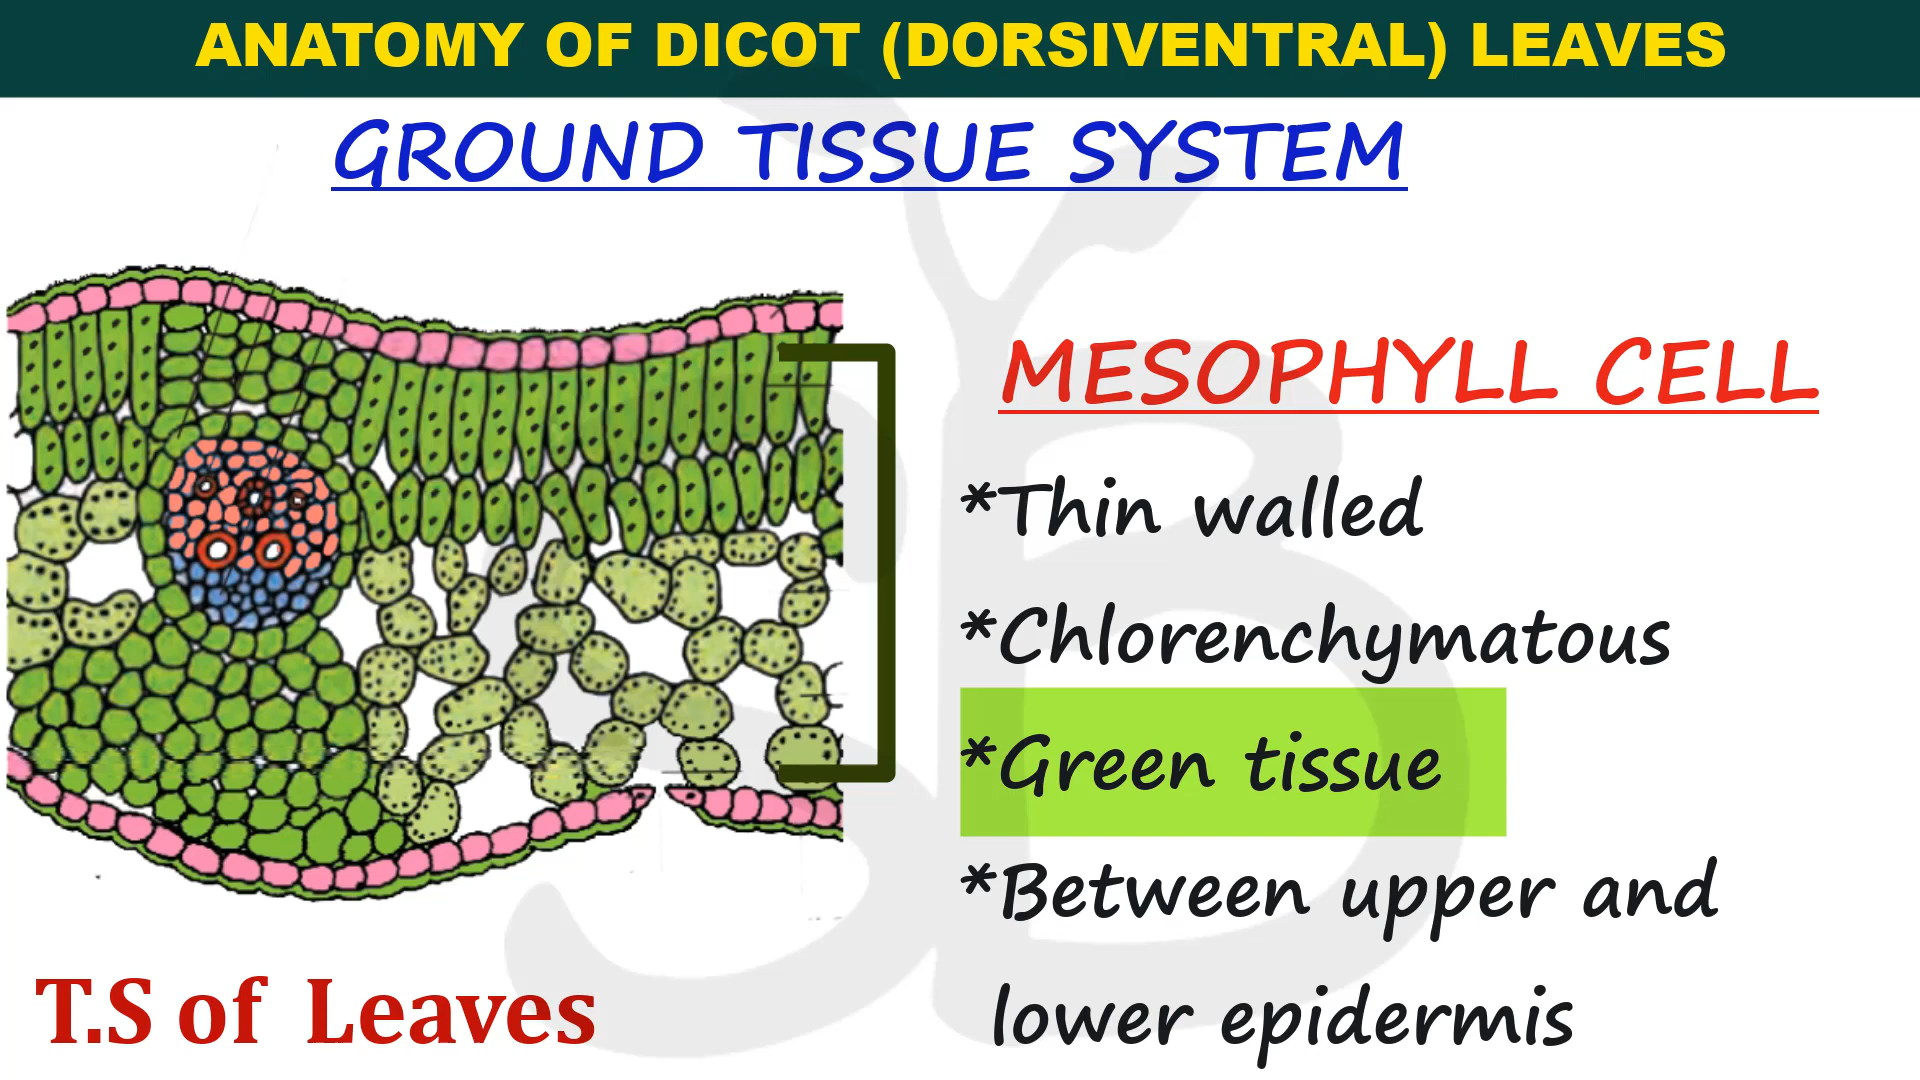 ANATOMY OF DICOT (DORSIVENTRAL) LEAVES
GROUND TISSUE SYSTEM
MESOPHYLL CELL
*Thin walled
*Chlorenchymatous
*Green tissue
*Between upper and
lower epidermis
T.S of Leaves